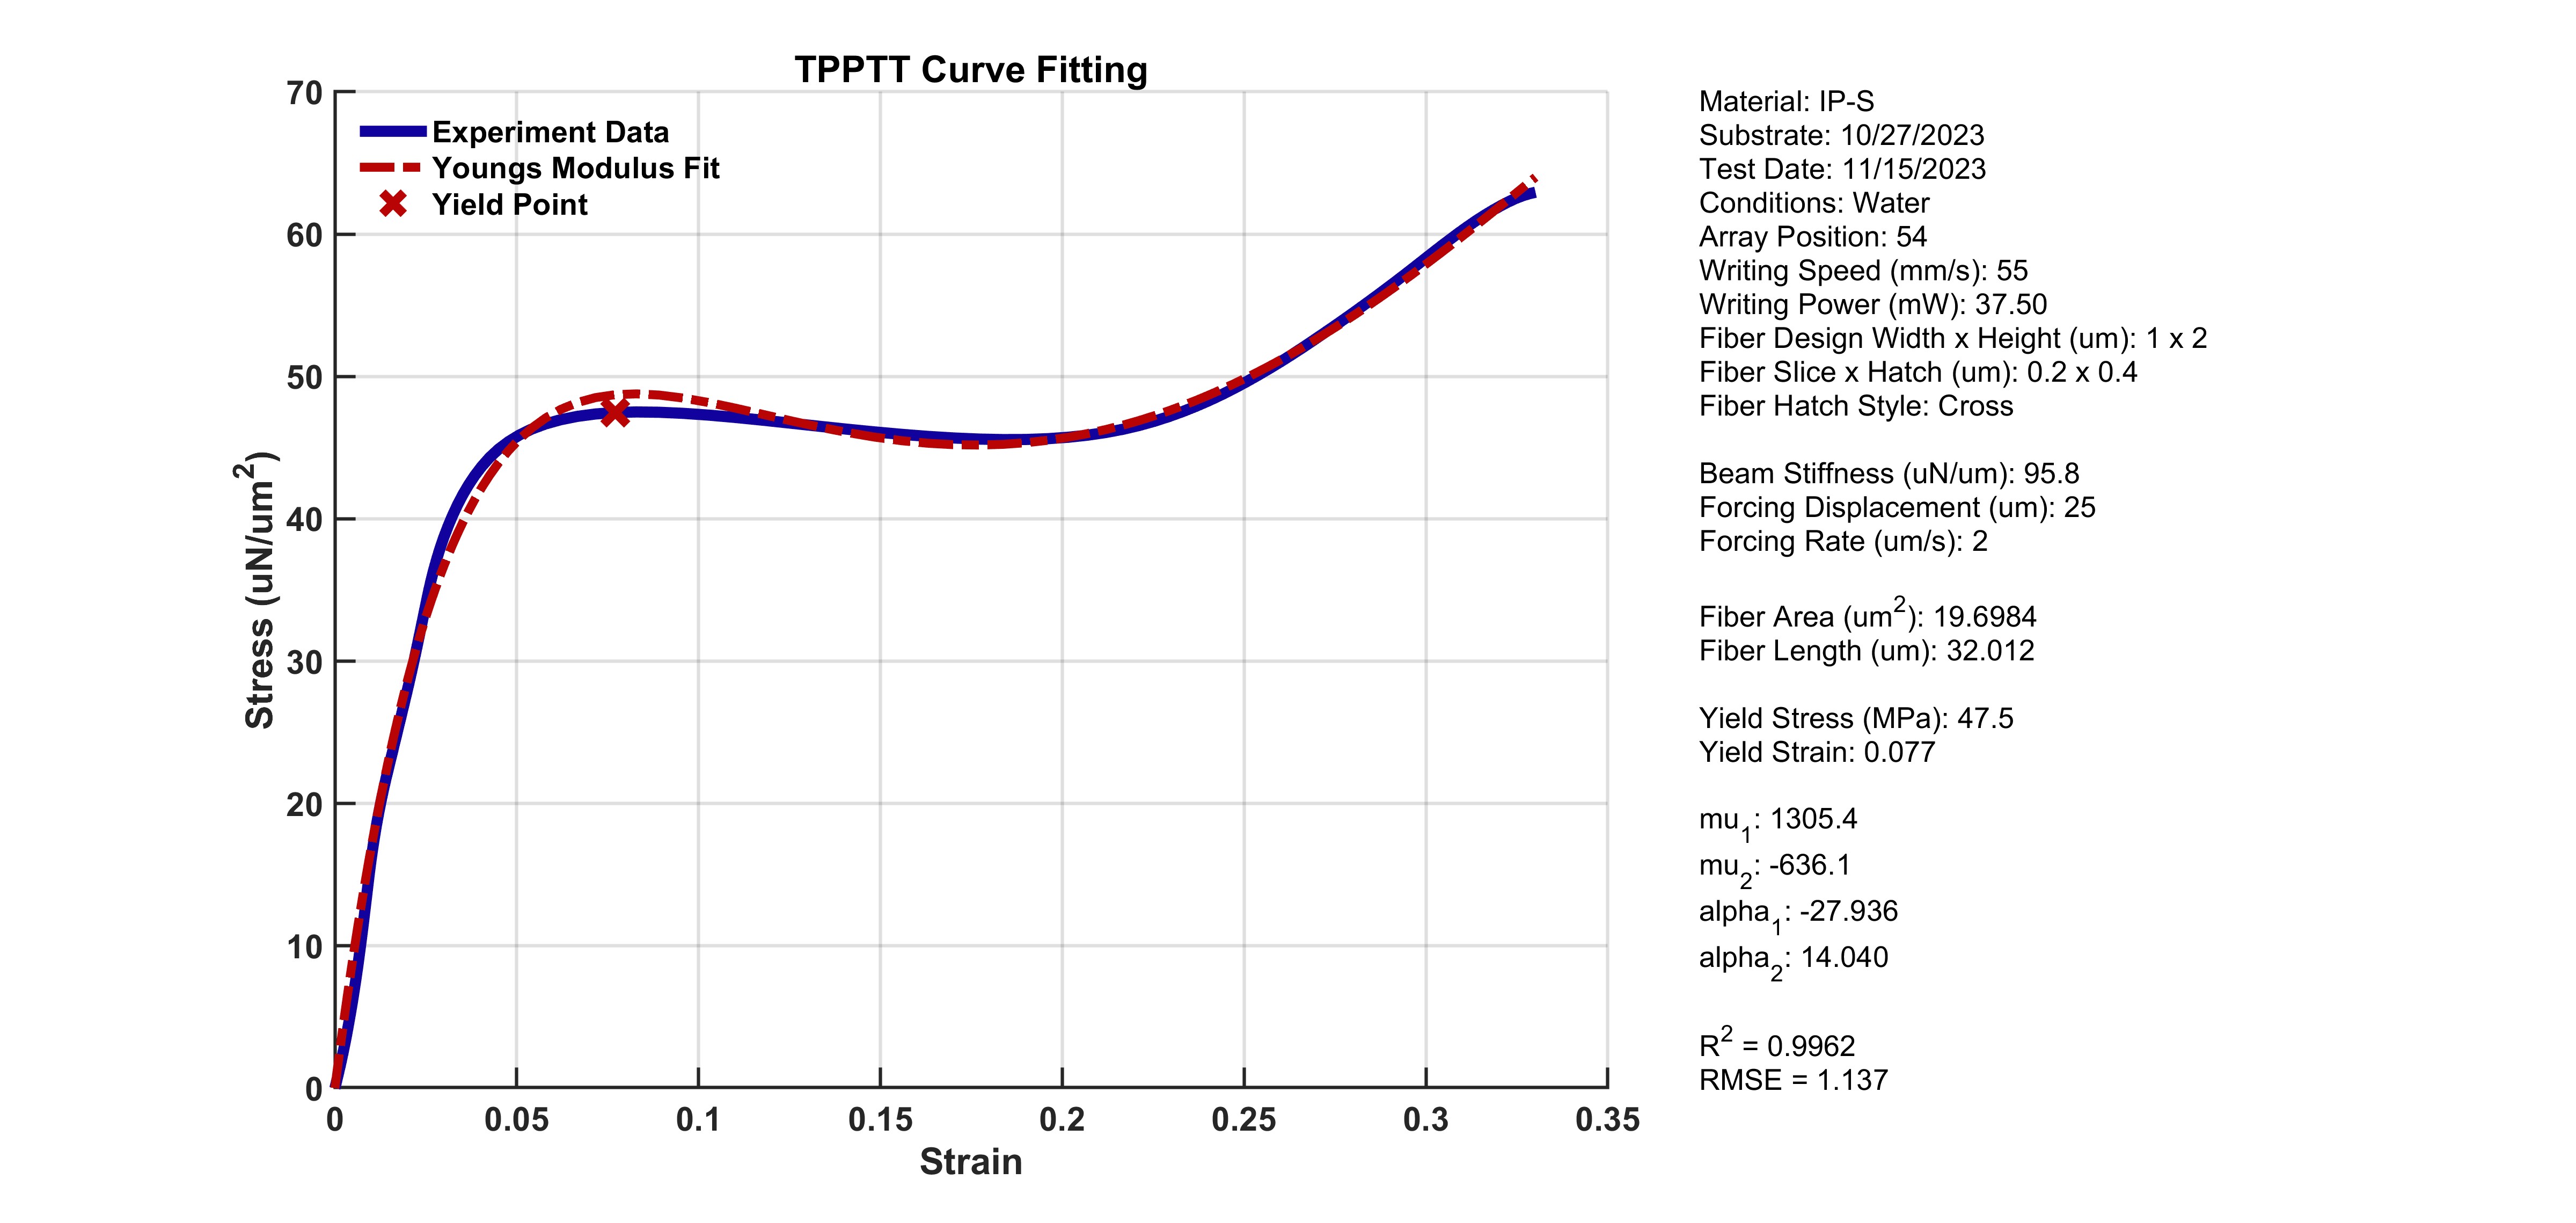 TPPTT Curve Fitting
70
60
50
40
30
20
10
0
Stress (uN/um²)
Experiment Data
Youngs Modulus Fit
Yield Point
0 0.05 0.1 0.15 0.2 0.25 0.3 0.35
Strain
Material: IP-S
Substrate: 10/27/2023
Test Date: 11/15/2023
Conditions: Water
Array Position: 54
Writing Speed (mm/s): 55
Writing Power (mW): 37.50
Fiber Design Width x Height (um): 1 x 2
Fiber Slice x Hatch (um): 0.2 x 0.4
Fiber Hatch Style: Cross
Beam Stiffness (uN/um): 95.8
Forcing Displacement (um): 25
Forcing Rate (um/s): 2
Fiber Area (um²): 19.6984
Fiber Length (um): 32.012
Yield Stress (MPa): 47.5
Yield Strain: 0.077
mu₁: 1305.4
mu₂: -636.1
alpha₁: -27.936
alpha₂: 14.040
R² = 0.9962
RMSE = 1.137